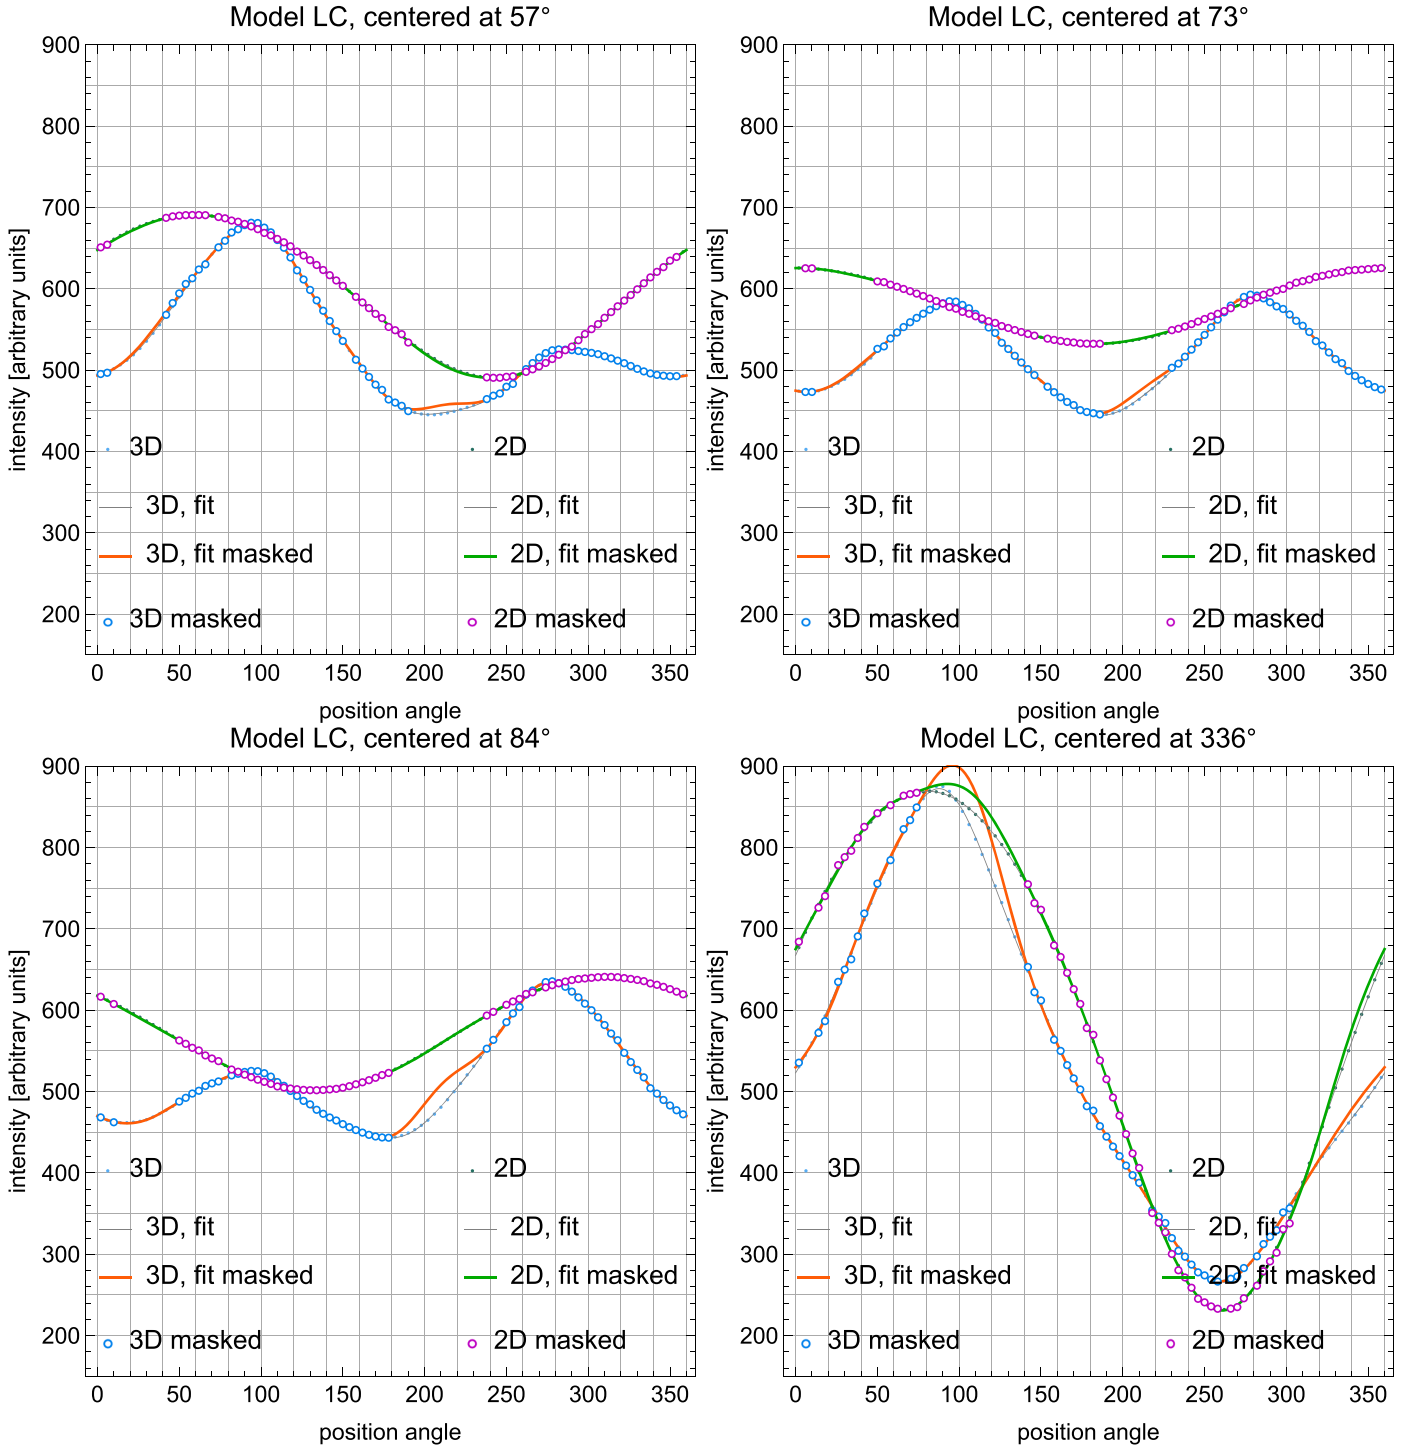 Model LC, centered at 57°
900
800
700
600
500
400
300
200
intensity [arbitrary units]
3D
2D
3D, fit
2D, fit
3D, fit masked
2D, fit masked
3D masked
2D masked
0 50 100 150 200 250 300 350
position angle
Model LC, centered at 73°
900
800
700
600
500
400
300
200
intensity [arbitrary units]
3D
2D
3D, fit
2D, fit
3D, fit masked
2D, fit masked
3D masked
2D masked
0 50 100 150 200 250 300 350
position angle
Model LC, centered at 84°
900
800
700
600
500
400
300
200
intensity [arbitrary units]
3D
2D
3D, fit
2D, fit
3D, fit masked
2D, fit masked
3D masked
2D masked
0 50 100 150 200 250 300 350
position angle
Model LC, centered at 336°
900
800
700
600
500
400
300
200
intensity [arbitrary units]
3D
2D
3D, fit
2D, fit
3D, fit masked
2D, fit masked
3D masked
2D masked
0 50 100 150 200 250 300 350
position angle